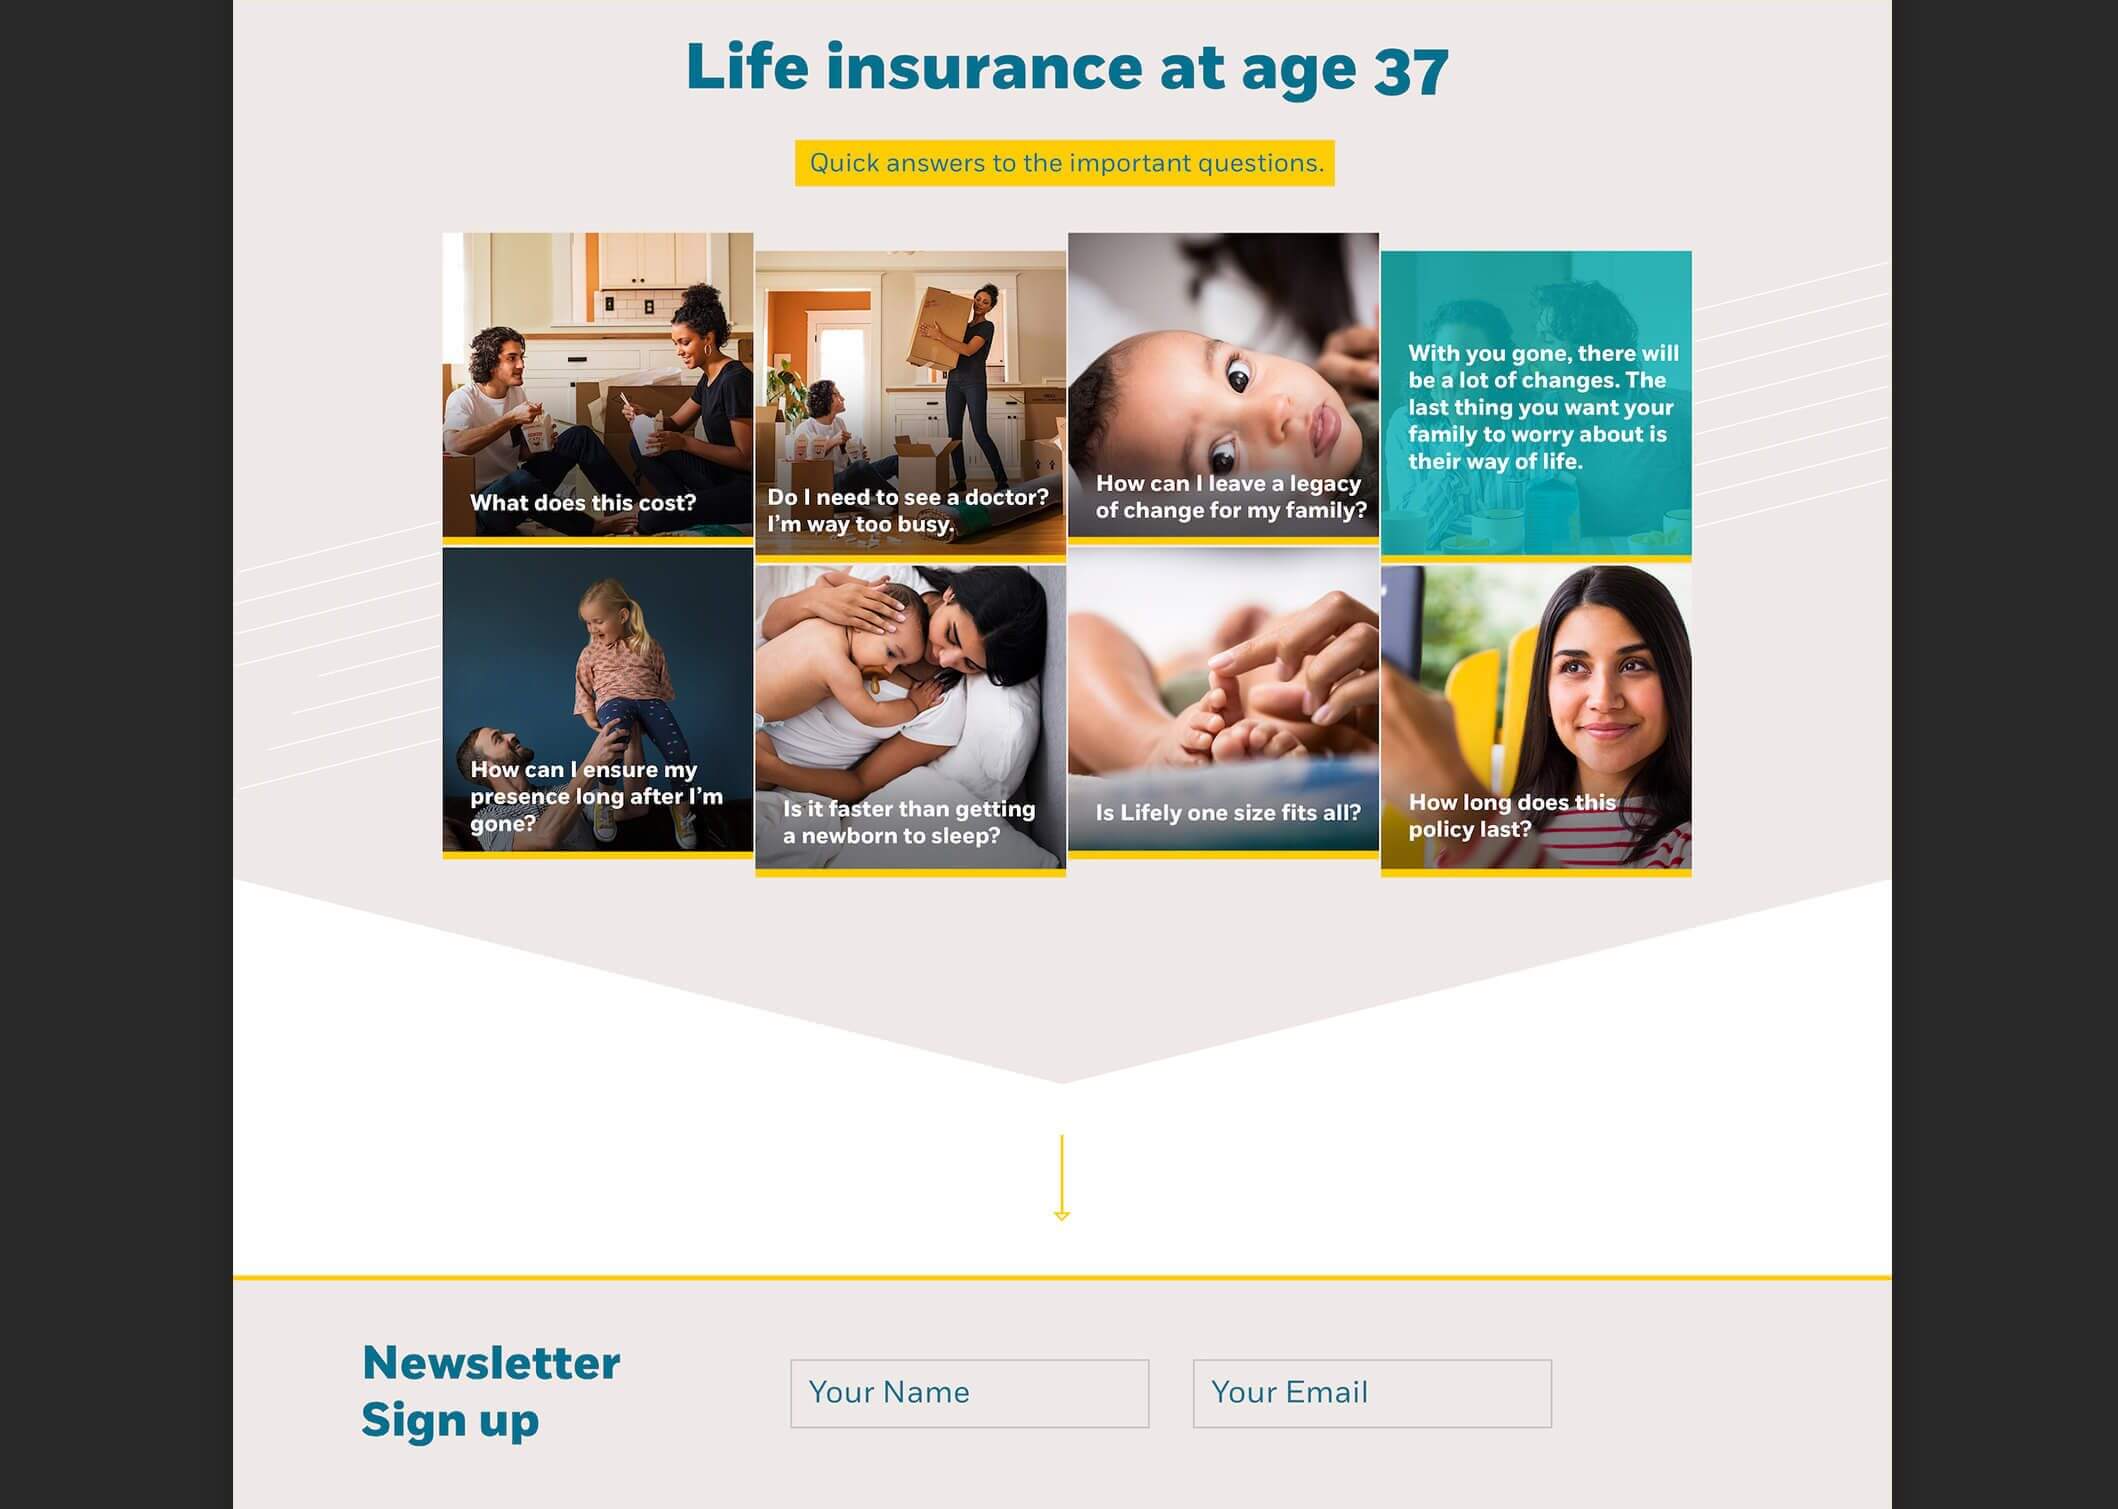 Life insurance at age 37
Quick answers to the important questions.
What does this cost?
Do I need to see a doctor?
I'm way too busy.
How can I leave a legacy
of change for my family?
With you gone, there will
be a lot of changes. The
last thing you want your
family to worry about is
their way of life.
How can I ensure my
presence long after I'm
gone?
Is it faster than getting
a newborn to sleep?
Is Lifely one size fits all?
How long does this
policy last?
Newsletter
Sign up
Your Name
Your Email